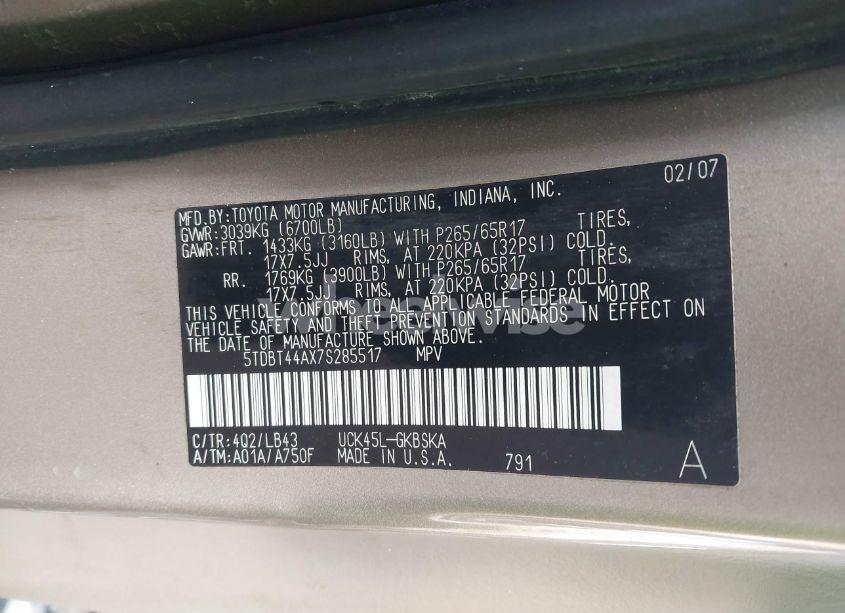 02/07
MFD.BY:TOYOTA MOTOR MANUFACTURING, INDIANA, INC.
GVWR:3039KG (6700LB)
GAWR:FRT. 1433KG (3160LB) WITH P265/65R17 TIRES,
17X7.5JJ RIMS, AT 220KPA (32PSI) COLD.
RR. 1769KG (3900LB) WITH P265/65R17 TIRES,
17X7.5JJ RIMS, AT 220KPA (32PSI) COLD.
THIS VEHICLE CONFORMS TO ALL APPLICABLE FEDERAL MOTOR
VEHICLE SAFETY AND THEFT PREVENTION STANDARDS IN EFFECT ON
THE DATE OF MANUFACTURE SHOWN ABOVE.
5TDBT44AX7S285517 MPV
C/TR:4Q2/LB43 UCK45L-GKBSKA
A/TM:A01A/A750F MADE IN U.S.A. 791 A